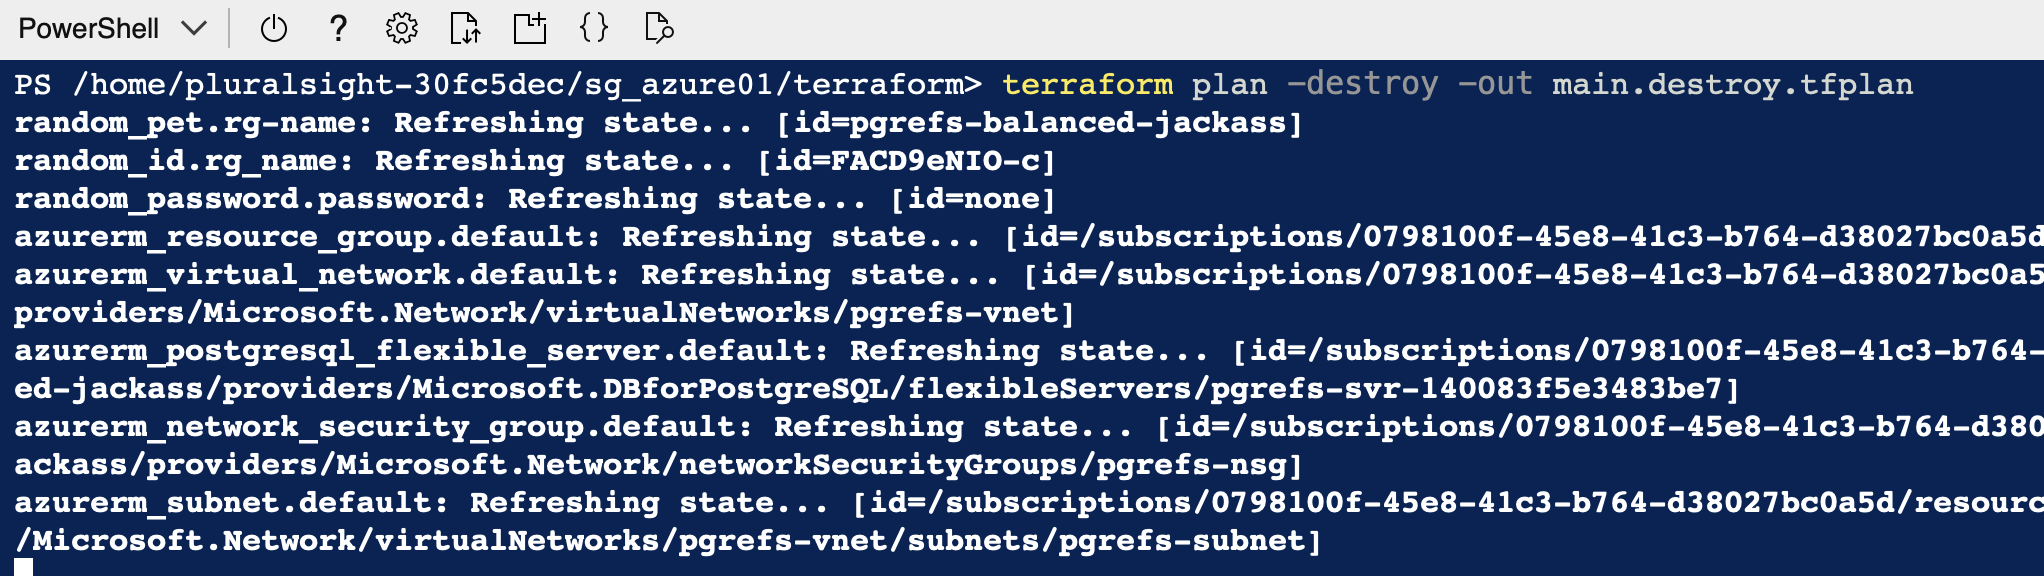 PowerShell
PS /home/pluralsight-30fc5dec/sg_azure01/terraform> terraform plan -destroy -out main.destroy.tfplan
random_pet.rg-name: Refreshing state... [id=pgrefs-balanced-jackass]
random_id.rg_name: Refreshing state... [id=FACD9eNIO-c]
random_password.password: Refreshing state... [id=none]
azurerm_resource_group.default: Refreshing state... [id=/subscriptions/0798100f-45e8-41c3-b764-d38027bc0a5d
azurerm_virtual_network.default: Refreshing state... [id=/subscriptions/0798100f-45e8-41c3-b764-d38027bc0a5
providers/Microsoft.Network/virtualNetworks/pgrefs-vnet]
azurerm_postgresql_flexible_server.default: Refreshing state... [id=/subscriptions/0798100f-45e8-41c3-b764-
ed-jackass/providers/Microsoft.DBforPostgreSQL/flexibleServers/pgrefs-svr-140083f5e3483be7]
azurerm_network_security_group.default: Refreshing state... [id=/subscriptions/0798100f-45e8-41c3-b764-d380
ackass/providers/Microsoft.Network/networkSecurityGroups/pgrefs-nsg]
azurerm_subnet.default: Refreshing state... [id=/subscriptions/0798100f-45e8-41c3-b764-d38027bc0a5d/resourc
/Microsoft.Network/virtualNetworks/pgrefs-vnet/subnets/pgrefs-subnet]